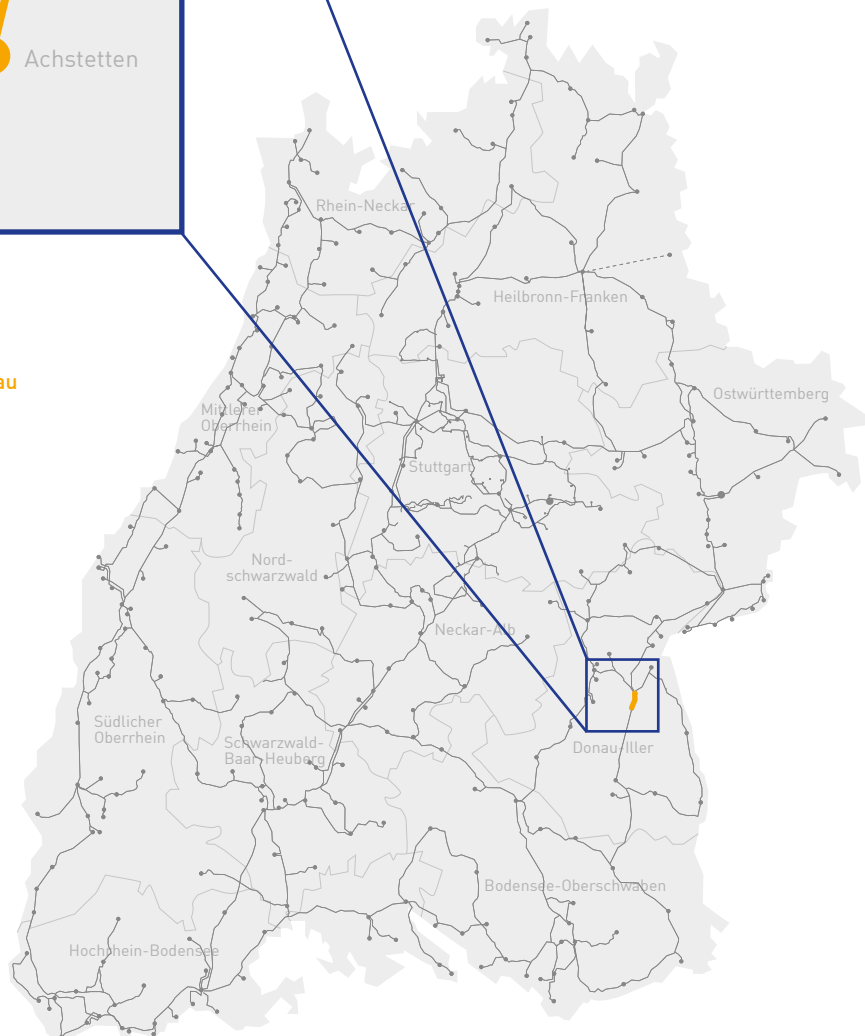 Achstetten
Rhein-Neckar
Heilbronn-Franken
au
Ostwürttemberg
Mittlerer
Oberrhein
Stuttgart
Nord-
schwarzwald
Neckar-Alb
Südlicher
Oberrhein
Schwarzwald-
Baar-Heuberg
Donau-Iller
Bodensee-Oberschwaben
Hochrhein-Bodensee